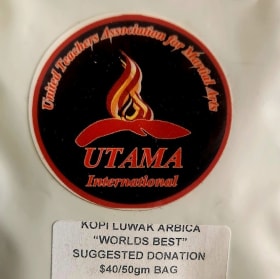 United Teachers Association for Martial Arts
UTAMA
International
KOPI LUWAK ARBICA
"WORLDS BEST"
SUGGESTED DONATION
$40/50gm BAG